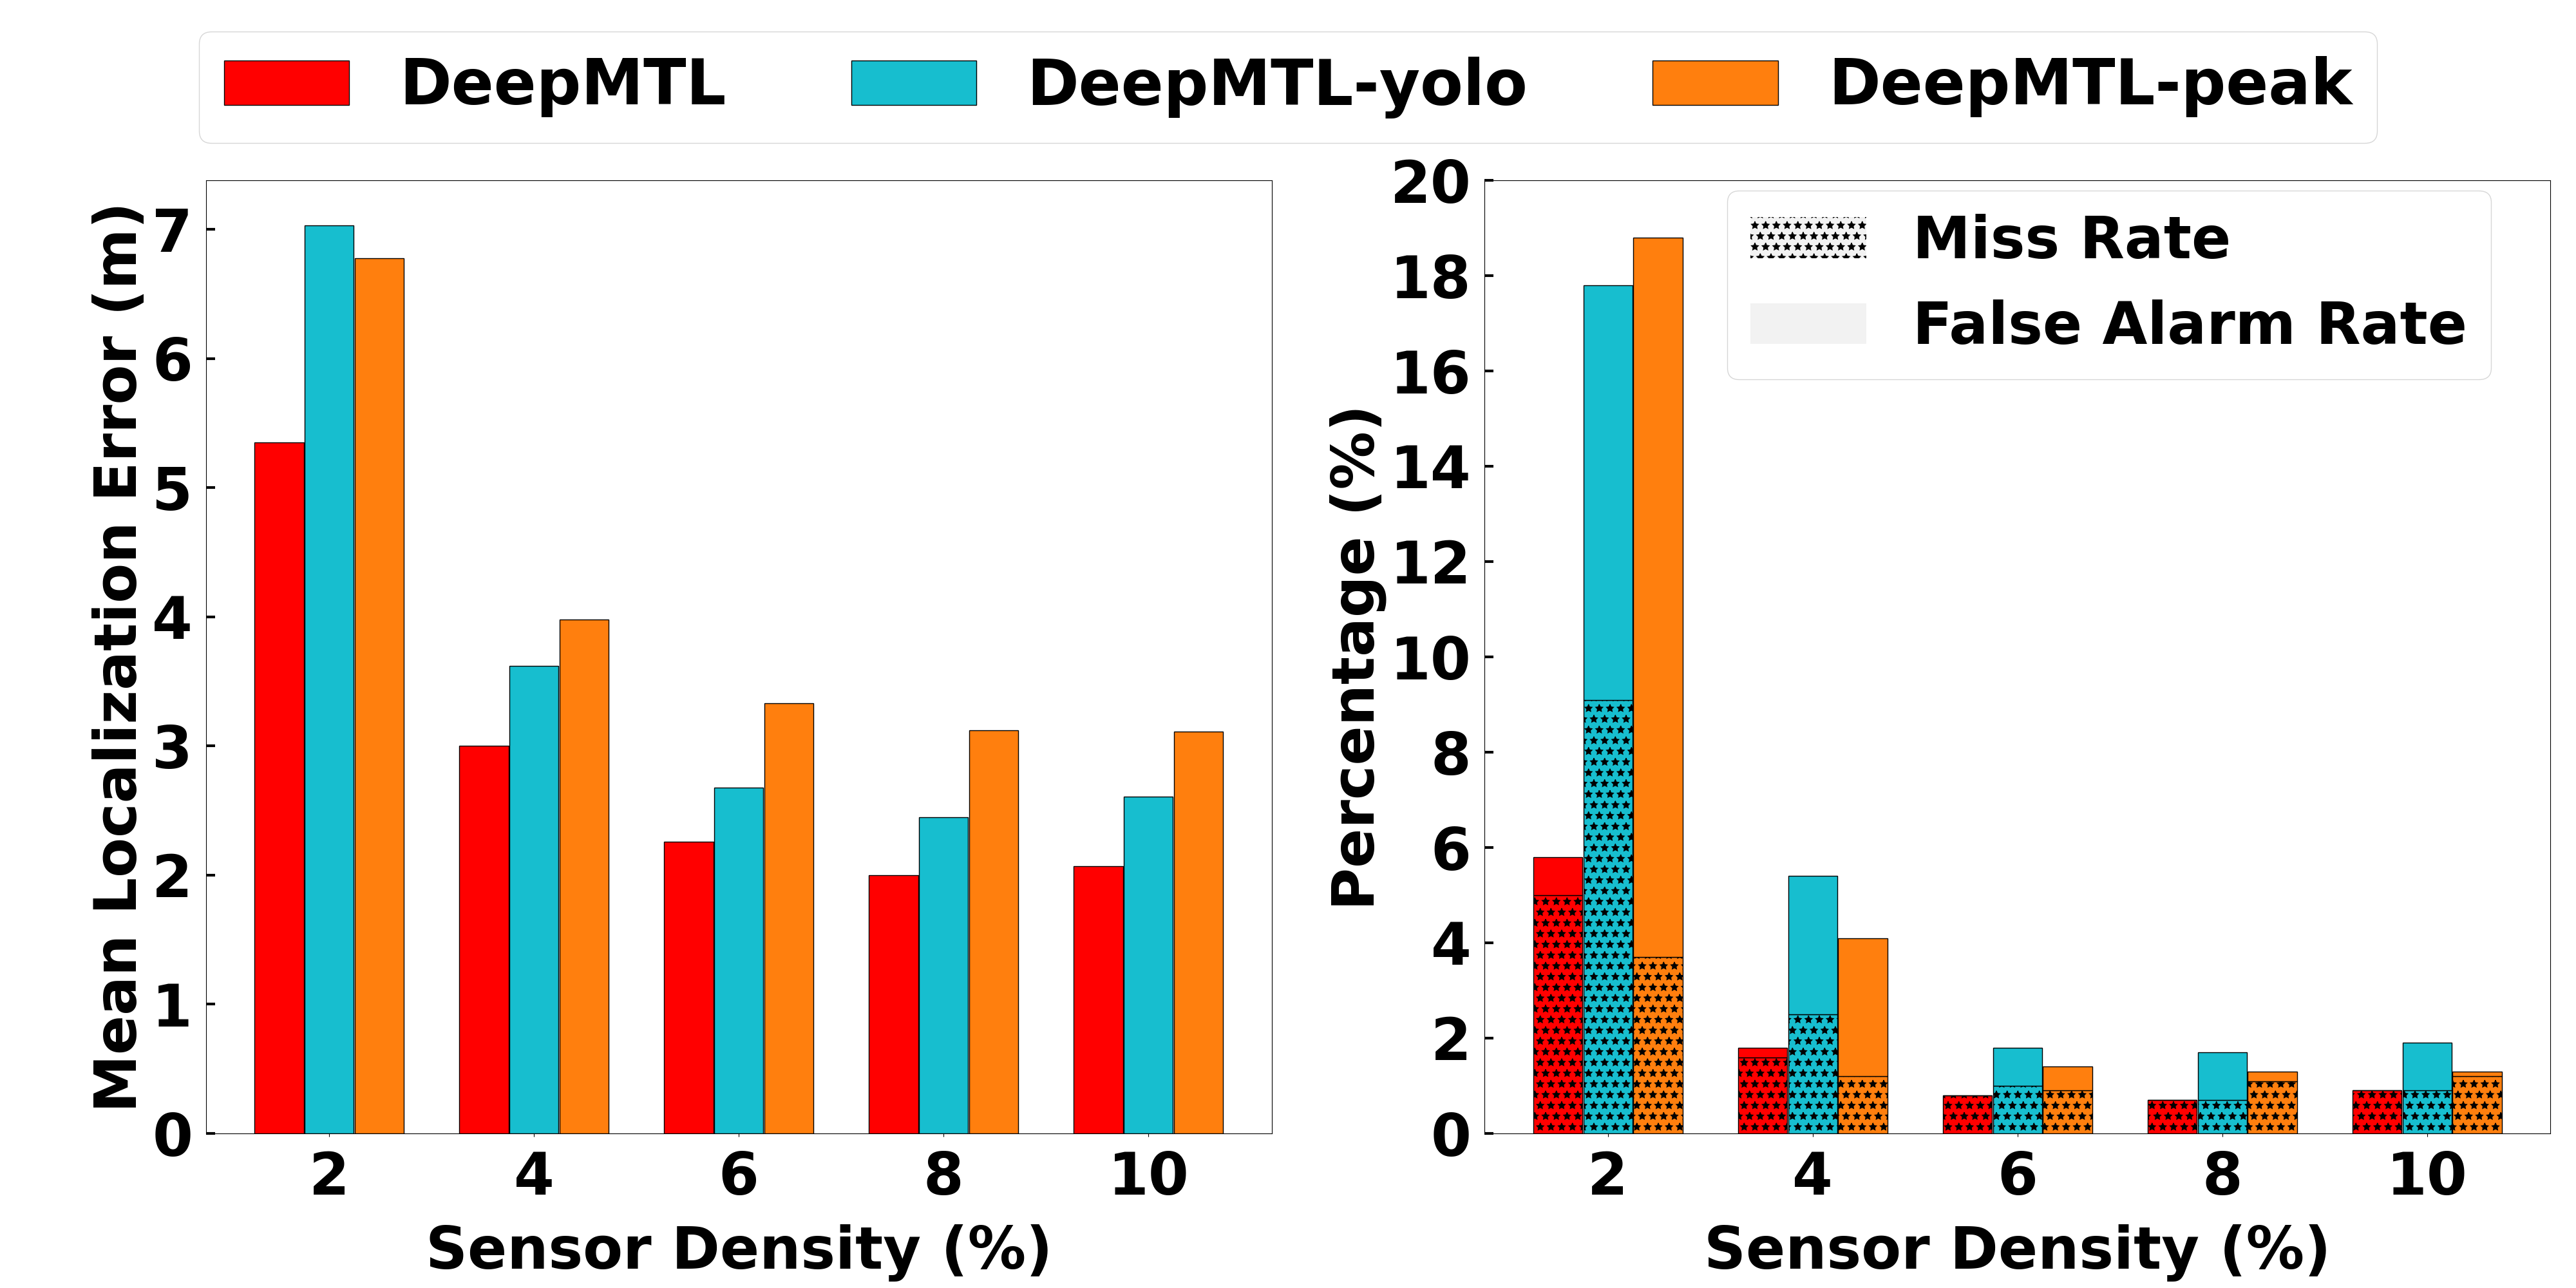 DeepMTL DeepMTL-yolo DeepMTL-peak
Mean Localization Error (m)
7
6
5
4
3
2
1
0
2 4 6 8 10
Sensor Density (%)
Percentage (%)
20
18
16
14
12
10
8
6
4
2
0
Miss Rate
False Alarm Rate
2 4 6 8 10
Sensor Density (%)